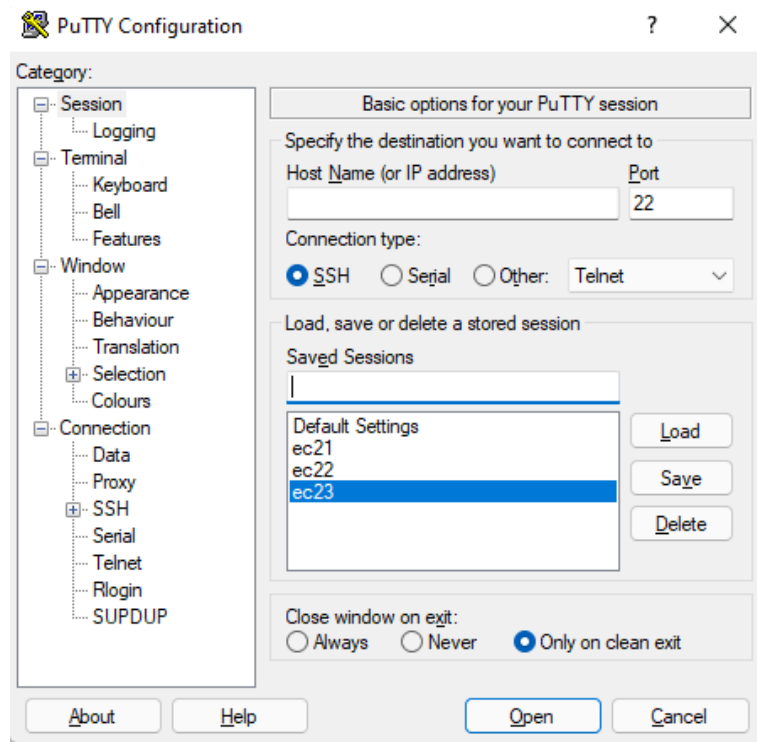 PuTTY Configuration ? ×
Category:
Session
Logging
Terminal
Keyboard
Bell
Features
Window
Appearance
Behaviour
Translation
Selection
Colours
Connection
Data
Proxy
SSH
Serial
Telnet
Rlogin
SUPDUP
Basic options for your PuTTY session
Specify the destination you want to connect to
Host Name (or IP address) Port
22
Connection type:
SSH Serial Other: Telnet
Load, save or delete a stored session
Saved Sessions
Default Settings
ec21
ec22
ec23
Load
Save
Delete
Close window on exit:
Always Never Only on clean exit
About Help Open Cancel